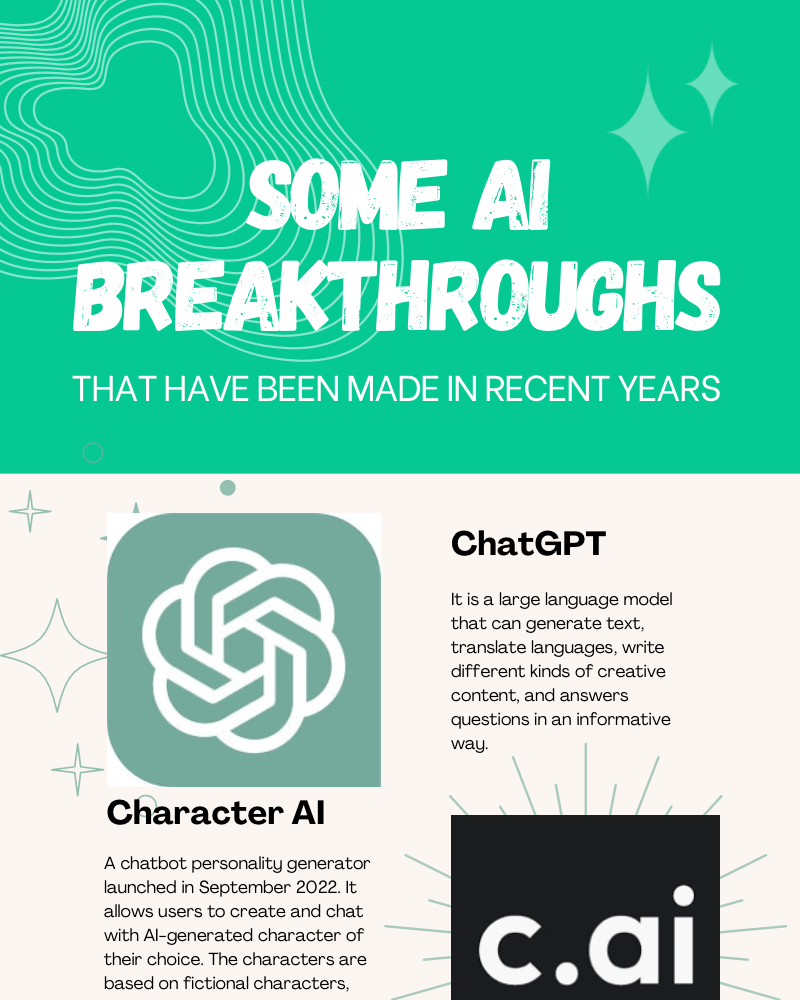 SOME AI
BREAKTHROUGHS
THAT HAVE BEEN MADE IN RECENT YEARS
ChatGPT
It is a large language model
that can generate text,
translate languages, write
different kinds of creative
content, and answers
questions in an informative
way.
Character AI
A chatbot personality generator
launched in September 2022. It
allows users to create and chat
with AI-generated character of
their choice. The characters are
based on fictional characters,
c.ai